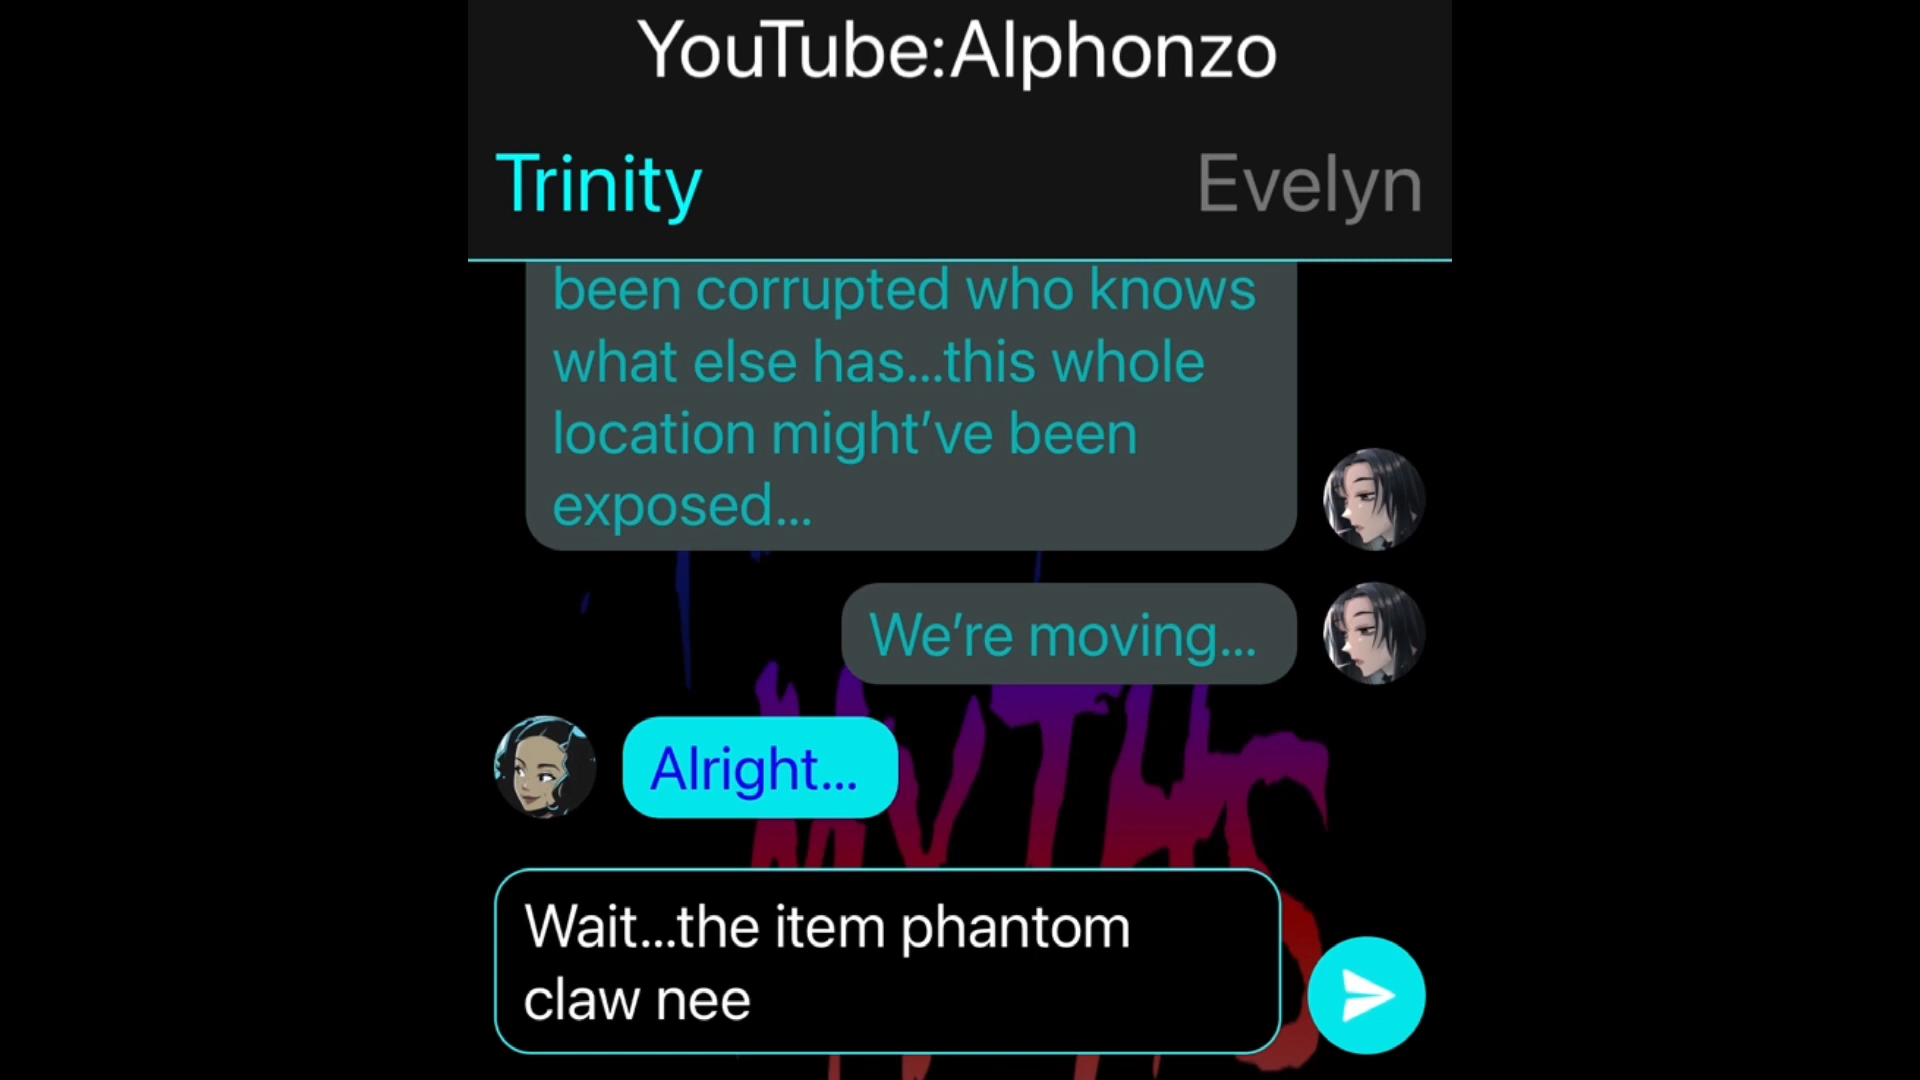 YouTube:Alphonzo
Trinity
Evelyn
been corrupted who knows
what else has...this whole
location might’ve been
exposed...
We’re moving...
Alright...
MYTHS
Wait...the item phantom
claw nee